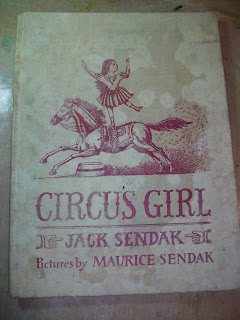 CIRCUS GIRL
JACK SENDAK
Pictures by MAURICE SENDAK